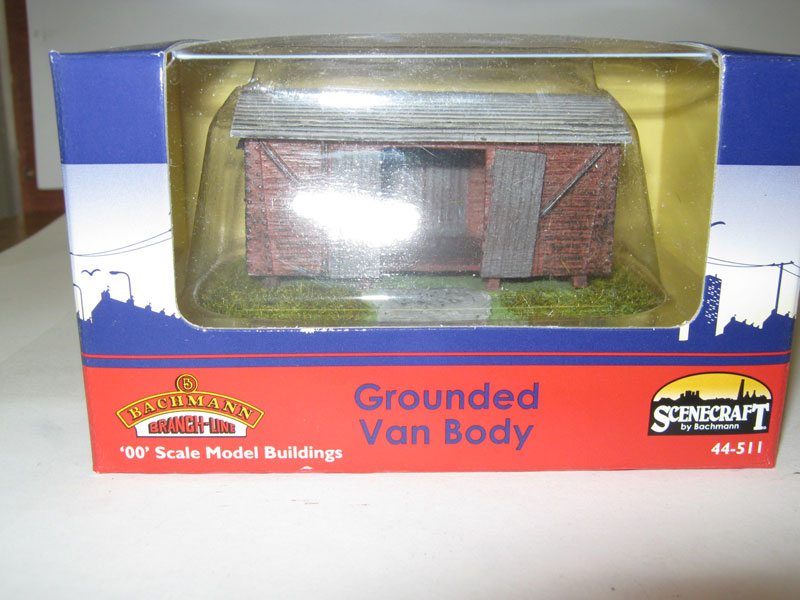 B
BACHMANN
BRANCH-LINE
'00' Scale Model Buildings
Grounded
Van Body
SCENECRAFT
by Bachmann
44-511